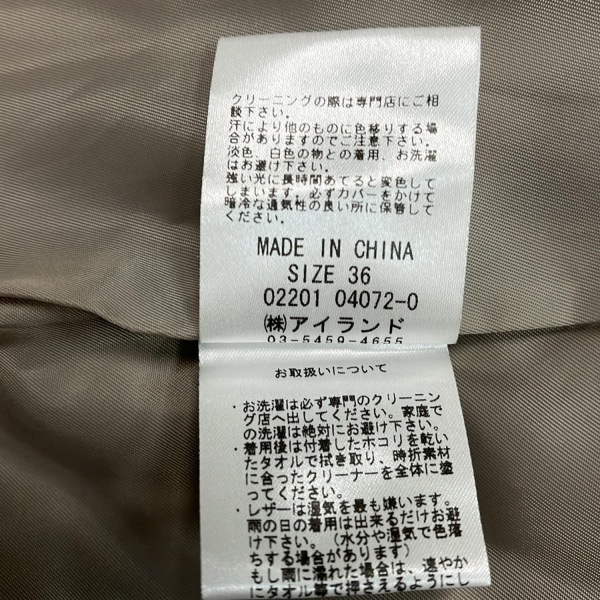 クリーニングの際は専門店にご相
談下さい。
汗により他のものに色移りする場
合がありますのでご注意下さい。
淡色、白色の物との着用、お洗濯
はお避け下さい。
強い光に長時間あてると変色して
しまいます。必ずカバーをかけて
暗冷な通気性の良い所に保管して
ください。
MADE IN CHINA
SIZE 36
02201 04072-0
㈱アイランド
03-5459-4655
お取扱いについて
・お洗濯は必ず専門のクリーニン
グ店へ出してください。家庭で
の洗濯は絶対にお避け下さい。
・着用後は付着したホコリを乾い
たタオルで拭き取り、時折素材
に合ったクリーナーを全体に塗
ってください。
・レザーは湿気を最も嫌います。
雨の日の着用は出来るだけお避
け下さい。(水分や湿気で色落
ちする場合があります)
もし雨に濡れた場合は、速やか
にタオル等で押さえるようにし